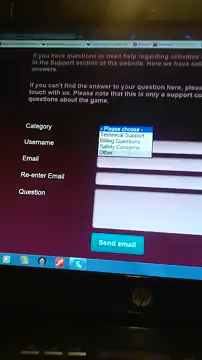 If you have questions or need help regarding activation
in the Support section of the website. Here we have
answers.
If you can't find the answer to your question here,
touch with us. Please note that this is only a support
questions about the game.
Category
- Please choose -
Technical Support
Billing Questions
Safety Concerns
Other
Username
Email
Re-enter Email
Question
Send email
hp